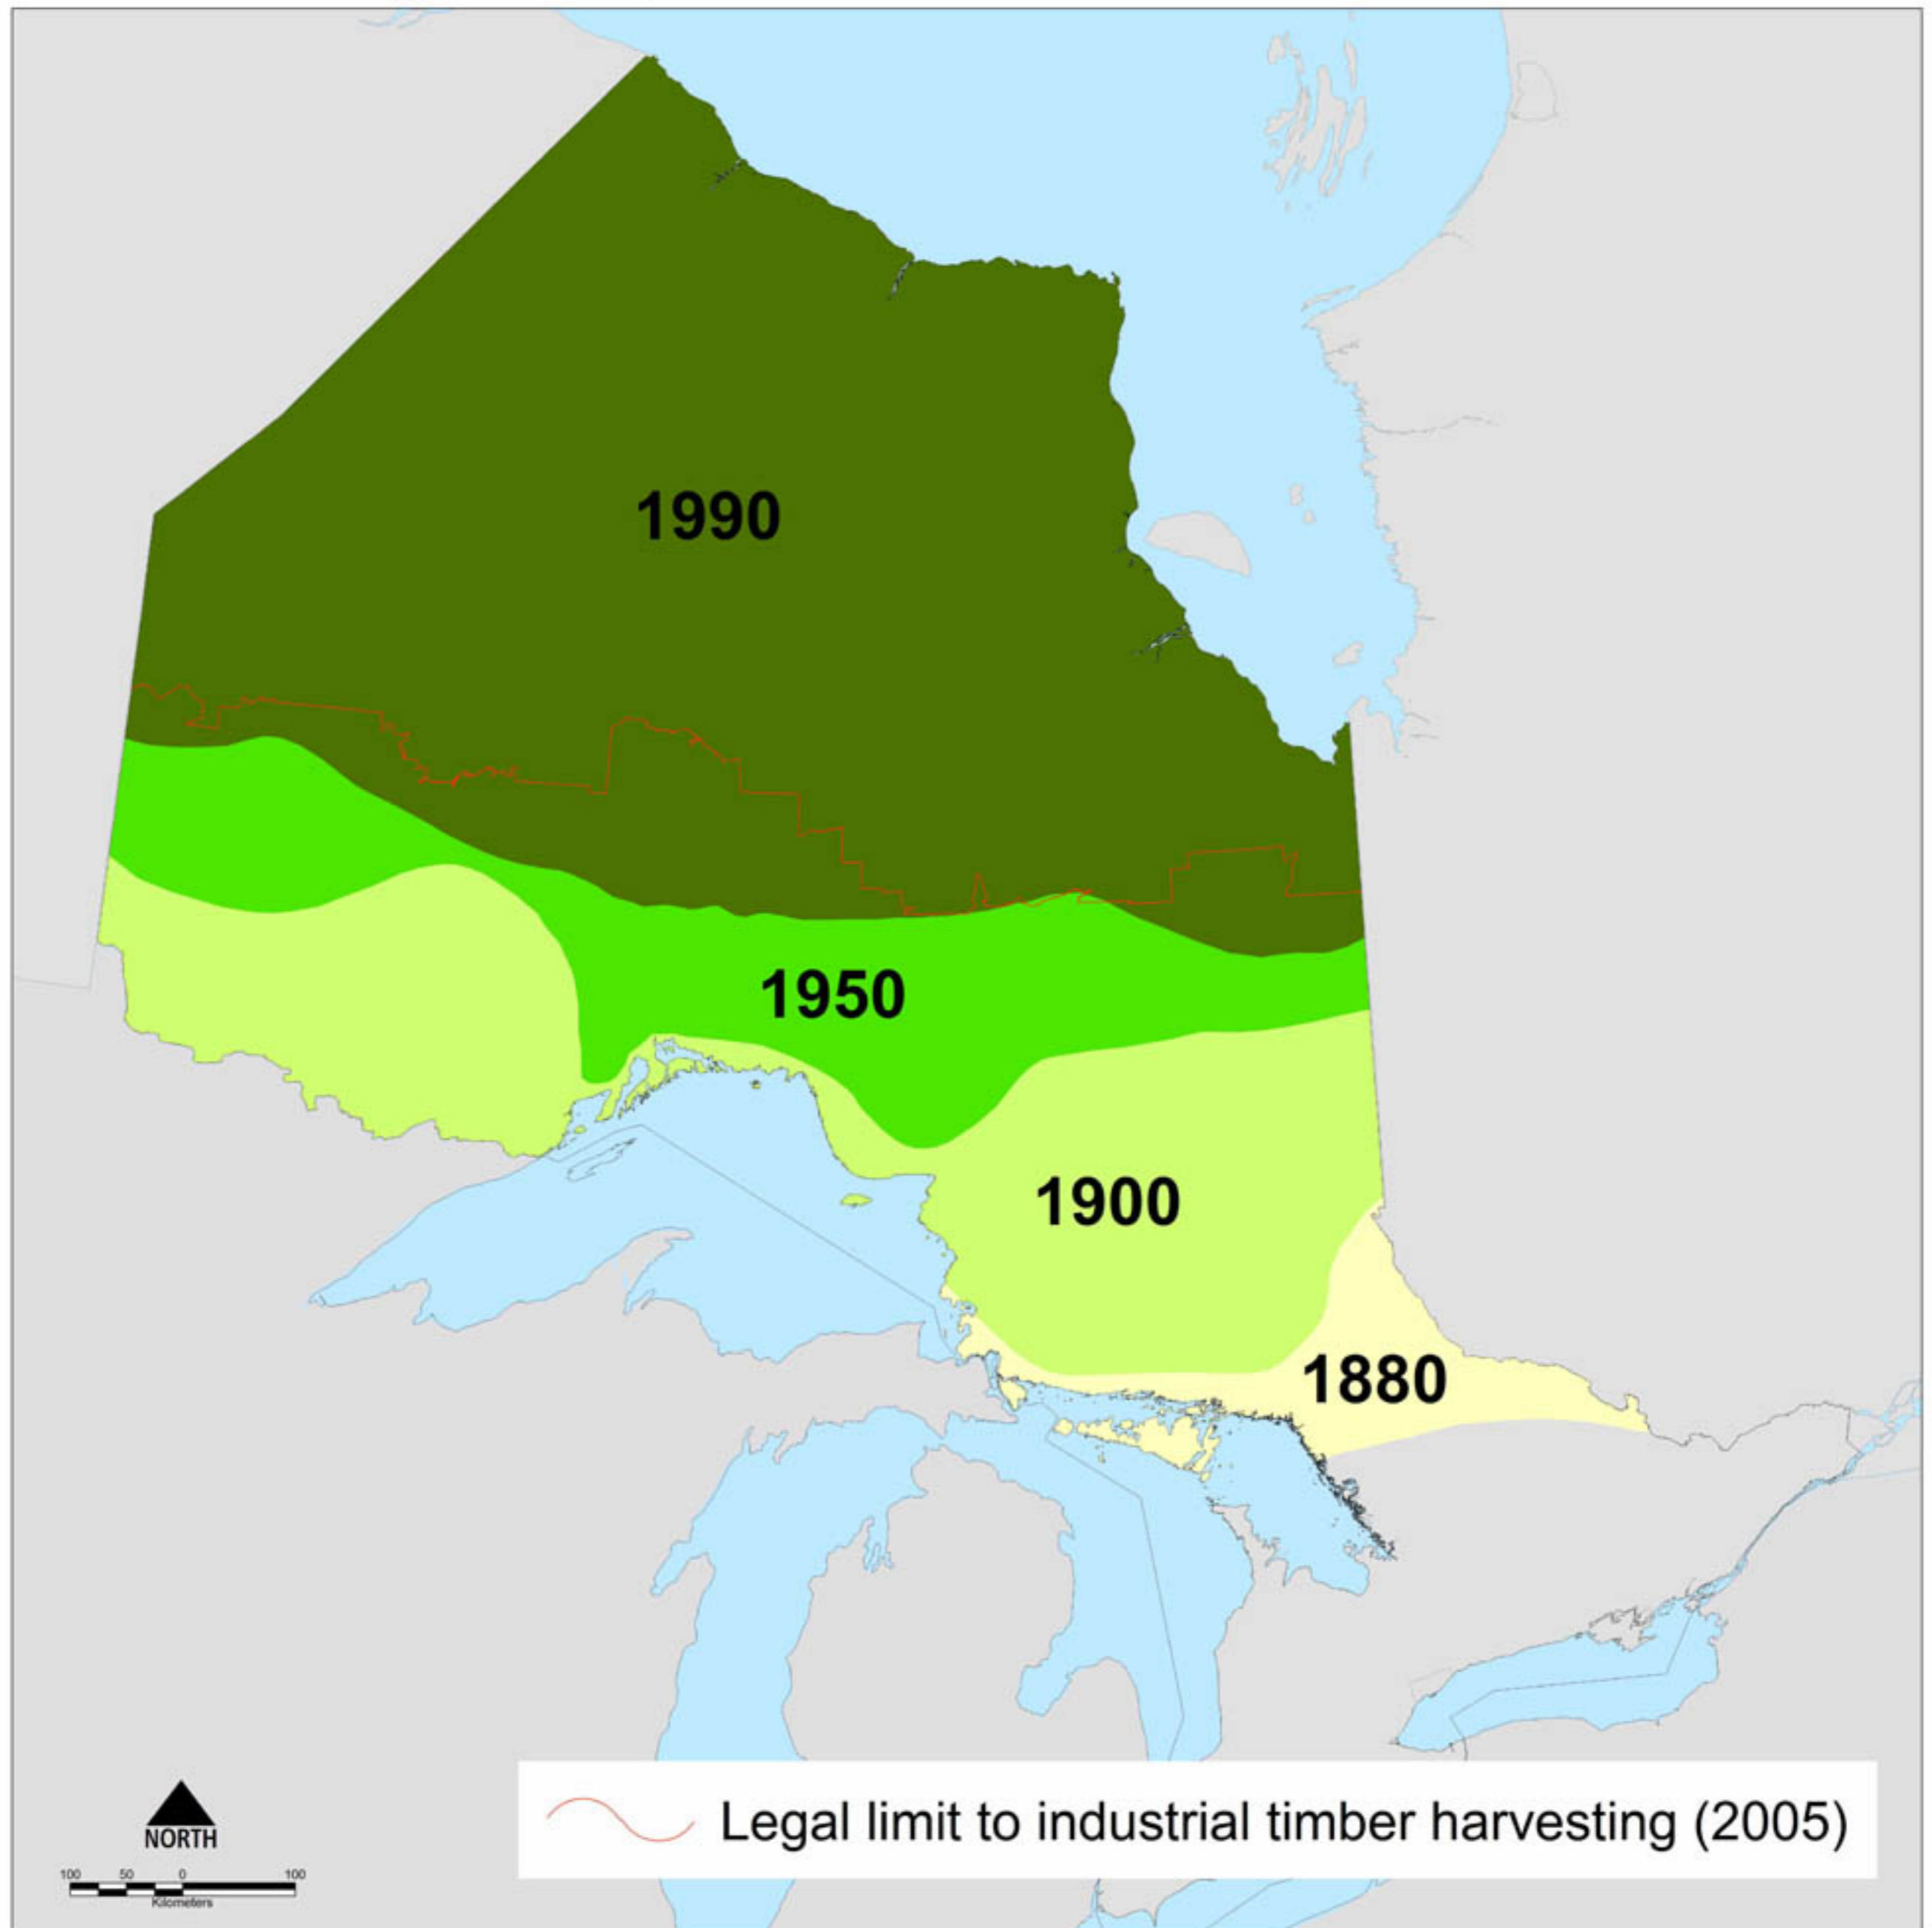 1990
1950
1900
1880
NORTH
100 50 0 100
Kilometers
Legal limit to industrial timber harvesting (2005)